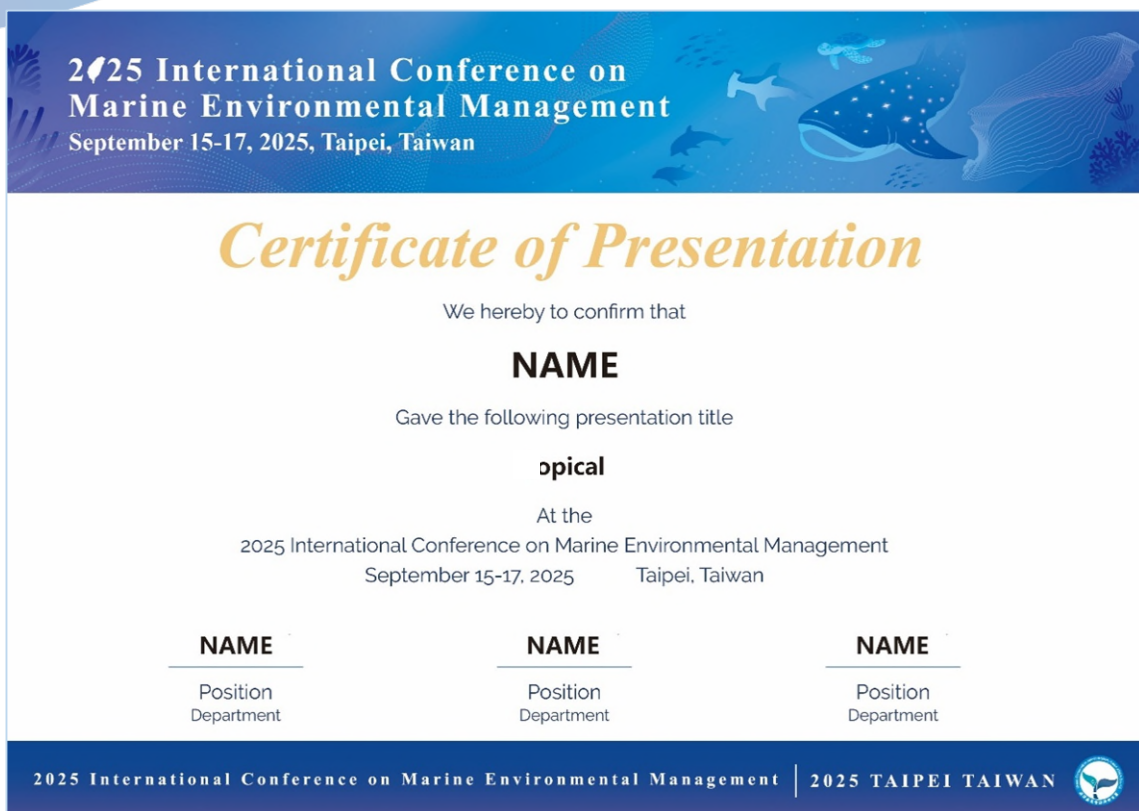 2025 International Conference on
Marine Environmental Management
September 15-17, 2025, Taipei, Taiwan
Certificate of Presentation
We hereby to confirm that
NAME
Gave the following presentation title
opical
At the
2025 International Conference on Marine Environmental Management
September 15-17, 2025 Taipei, Taiwan
NAME NAME NAME
Position Position Position
Department Department Department
2025 International Conference on Marine Environmental Management | 2025 TAIPEI TAIWAN